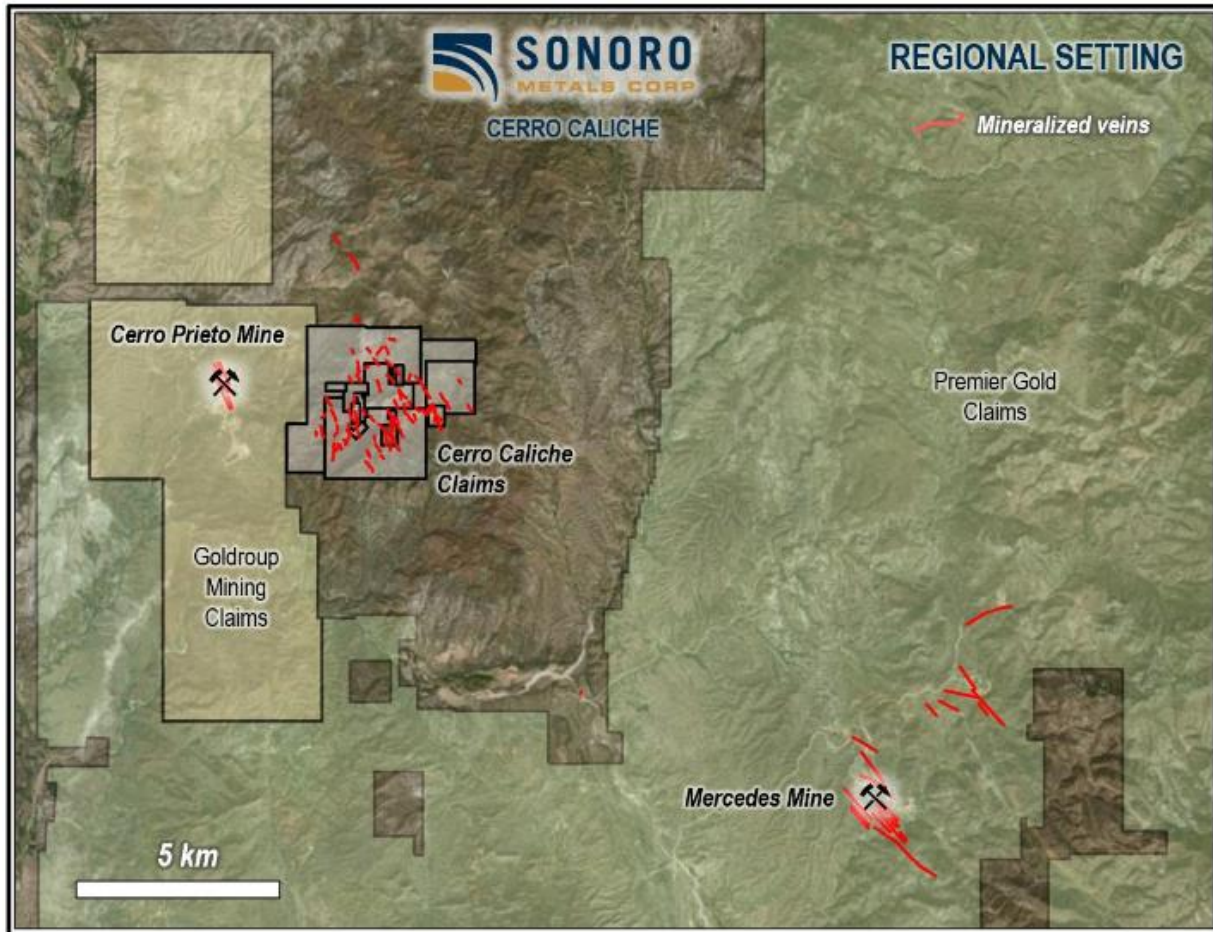 SONORO
METALS CORP
CERRO CALICHE
REGIONAL SETTING
Mineralized veins
Cerro Prieto Mine
Premier Gold
Claims
Cerro Caliche
Claims
Goldroup
Mining
Claims
Mercedes Mine
5 km